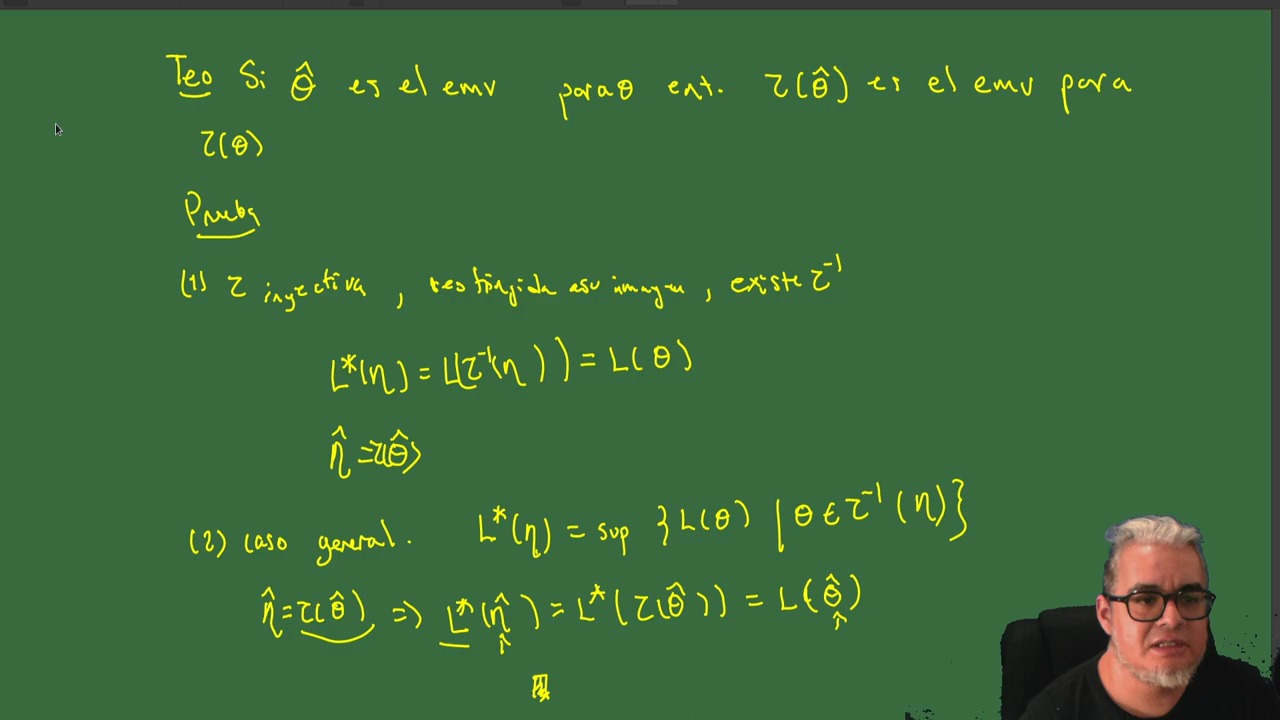 Teo Si θ̂ es el emv para θ ent. τ(θ̂) es el emv para
τ(θ)
Prueba
(1) τ inyectiva, restringida a su imagen, existe τ⁻¹
L*(η) = L(τ⁻¹(η)) = L(θ)
η̂ = τ(θ̂)
(2) caso general. L*(η) = sup {L(θ) | θ ∈ τ⁻¹(η)}
η̂ = τ(θ̂) ⇒ L*(η̂) = L*(τ(θ̂)) = L(θ̂)